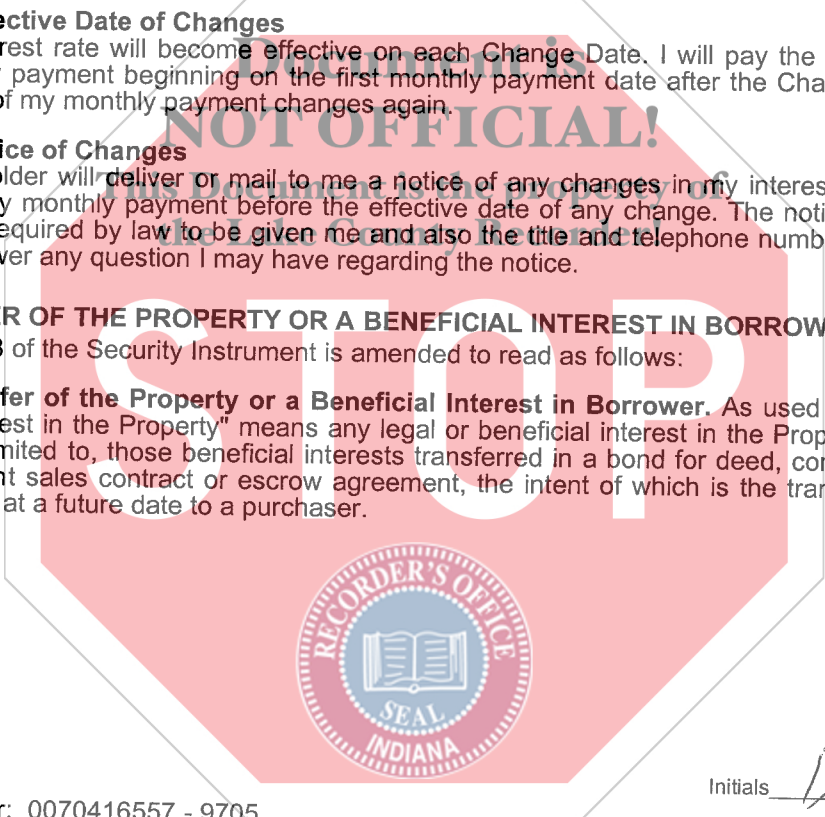 ective Date of Changes
rest rate will become effective on each Change Date. I will pay the
payment beginning on the first monthly payment date after the Cha
of my monthly payment changes again.
ice of Changes
older will deliver or mail to me a notice of any changes in my interes
y monthly payment before the effective date of any change. The noti
equired by law to be given me and also the title and telephone numb
ver any question I may have regarding the notice.
R OF THE PROPERTY OR A BENEFICIAL INTEREST IN BORROW
of the Security Instrument is amended to read as follows:
fer of the Property or a Beneficial Interest in Borrower. As used
est in the Property" means any legal or beneficial interest in the Prop
mited to, those beneficial interests transferred in a bond for deed, con
nt sales contract or escrow agreement, the intent of which is the tran
at a future date to a purchaser.
Document is
NOT OFFICIAL!
This Document is the property of
the Lake County Recorder!
STOP
RECORDER'S OFFICE
SEAL
INDIANA
Initials
r: 0070416557 - 9705